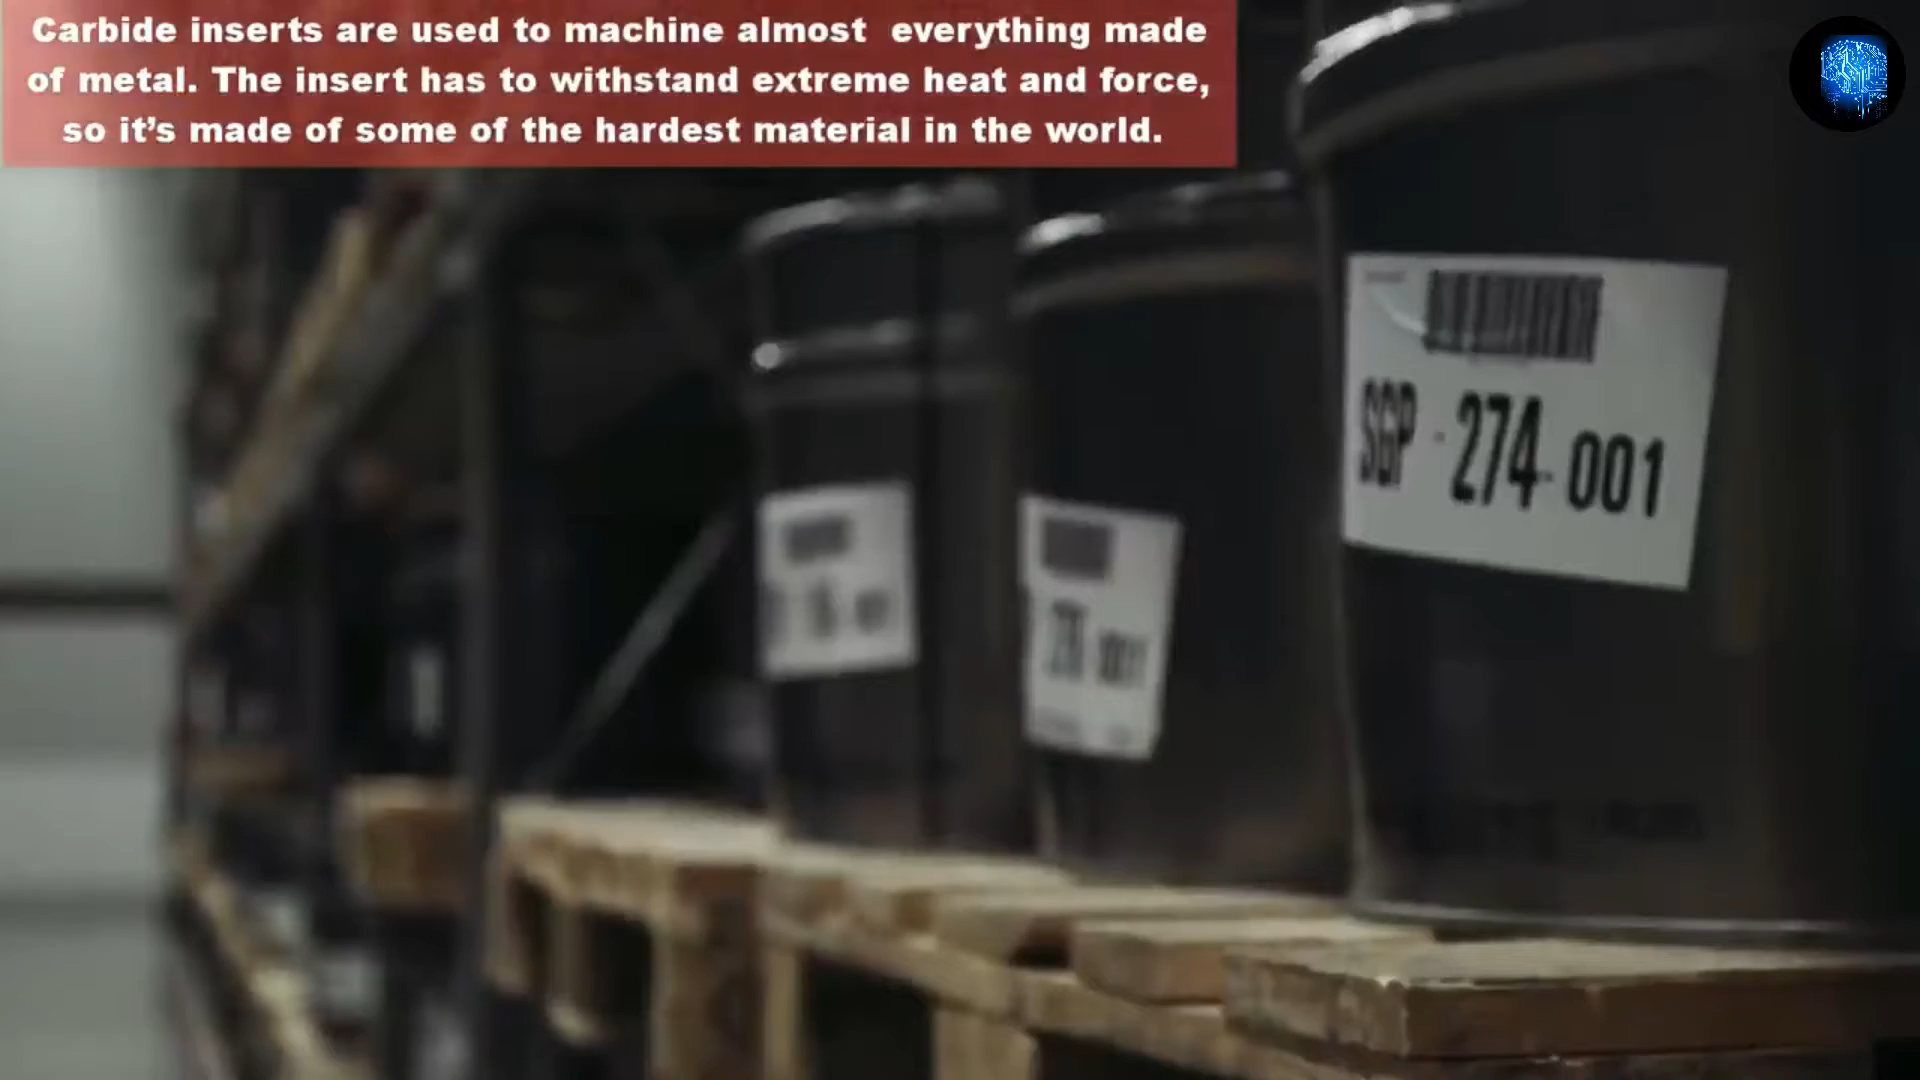 Carbide inserts are used to machine almost everything made
of metal. The insert has to withstand extreme heat and force,
so it’s made of some of the hardest material in the world.
SGP - 274-001